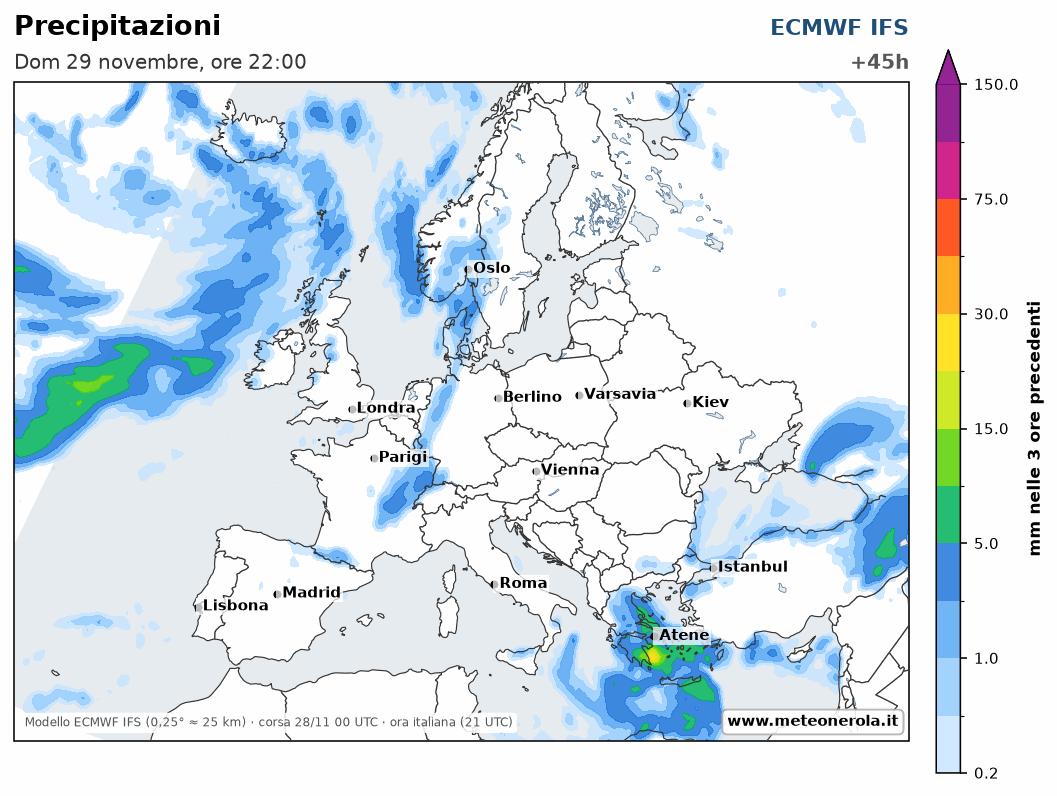 Precipitazioni
ECMWF IFS
Dom 29 novembre, ore 22:00
+45h
150.0
75.0
30.0
15.0
5.0
1.0
0.2
mm nelle 3 ore precedenti
Oslo
Berlino
Varsavia
Kiev
Londra
Parigi
Vienna
Istanbul
Roma
Madrid
Lisbona
Atene
Modello ECMWF IFS (0,25° ≈ 25 km) · corsa 28/11 00 UTC · ora italiana (21 UTC)
www.meteonerola.it